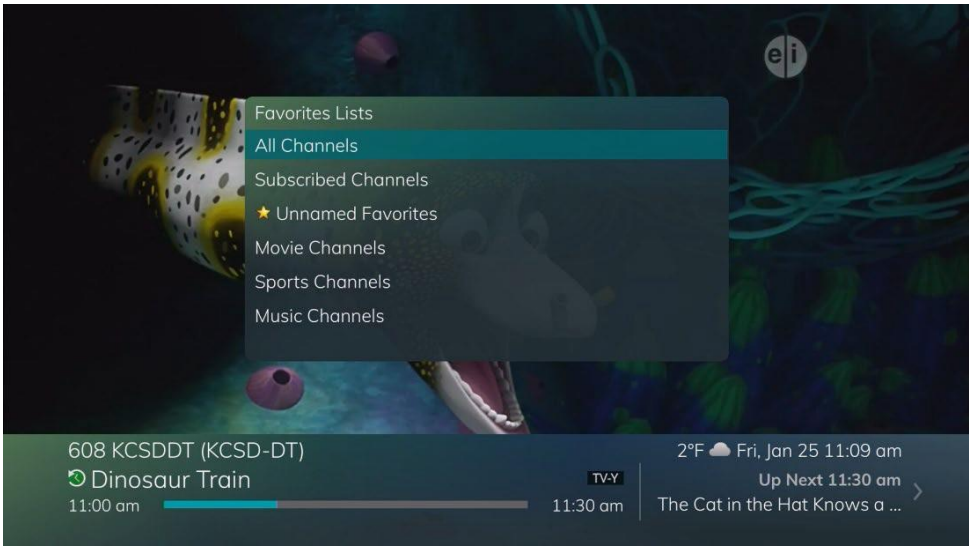 eli
Favorites Lists
All Channels
Subscribed Channels
Unnamed Favorites
Movie Channels
Sports Channels
Music Channels
608 KCSDDT (KCSD-DT)
2°F Fri, Jan 25 11:09 am
Dinosaur Train
TV-Y
Up Next 11:30 am
11:00 am
11:30 am
The Cat in the Hat Knows a ...